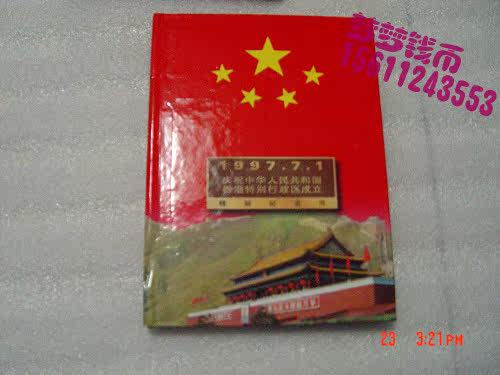 梦梦钱币
15611243553
1997.7.1
庆祝中华人民共和国
香港特别行政区成立
23 3:21PM